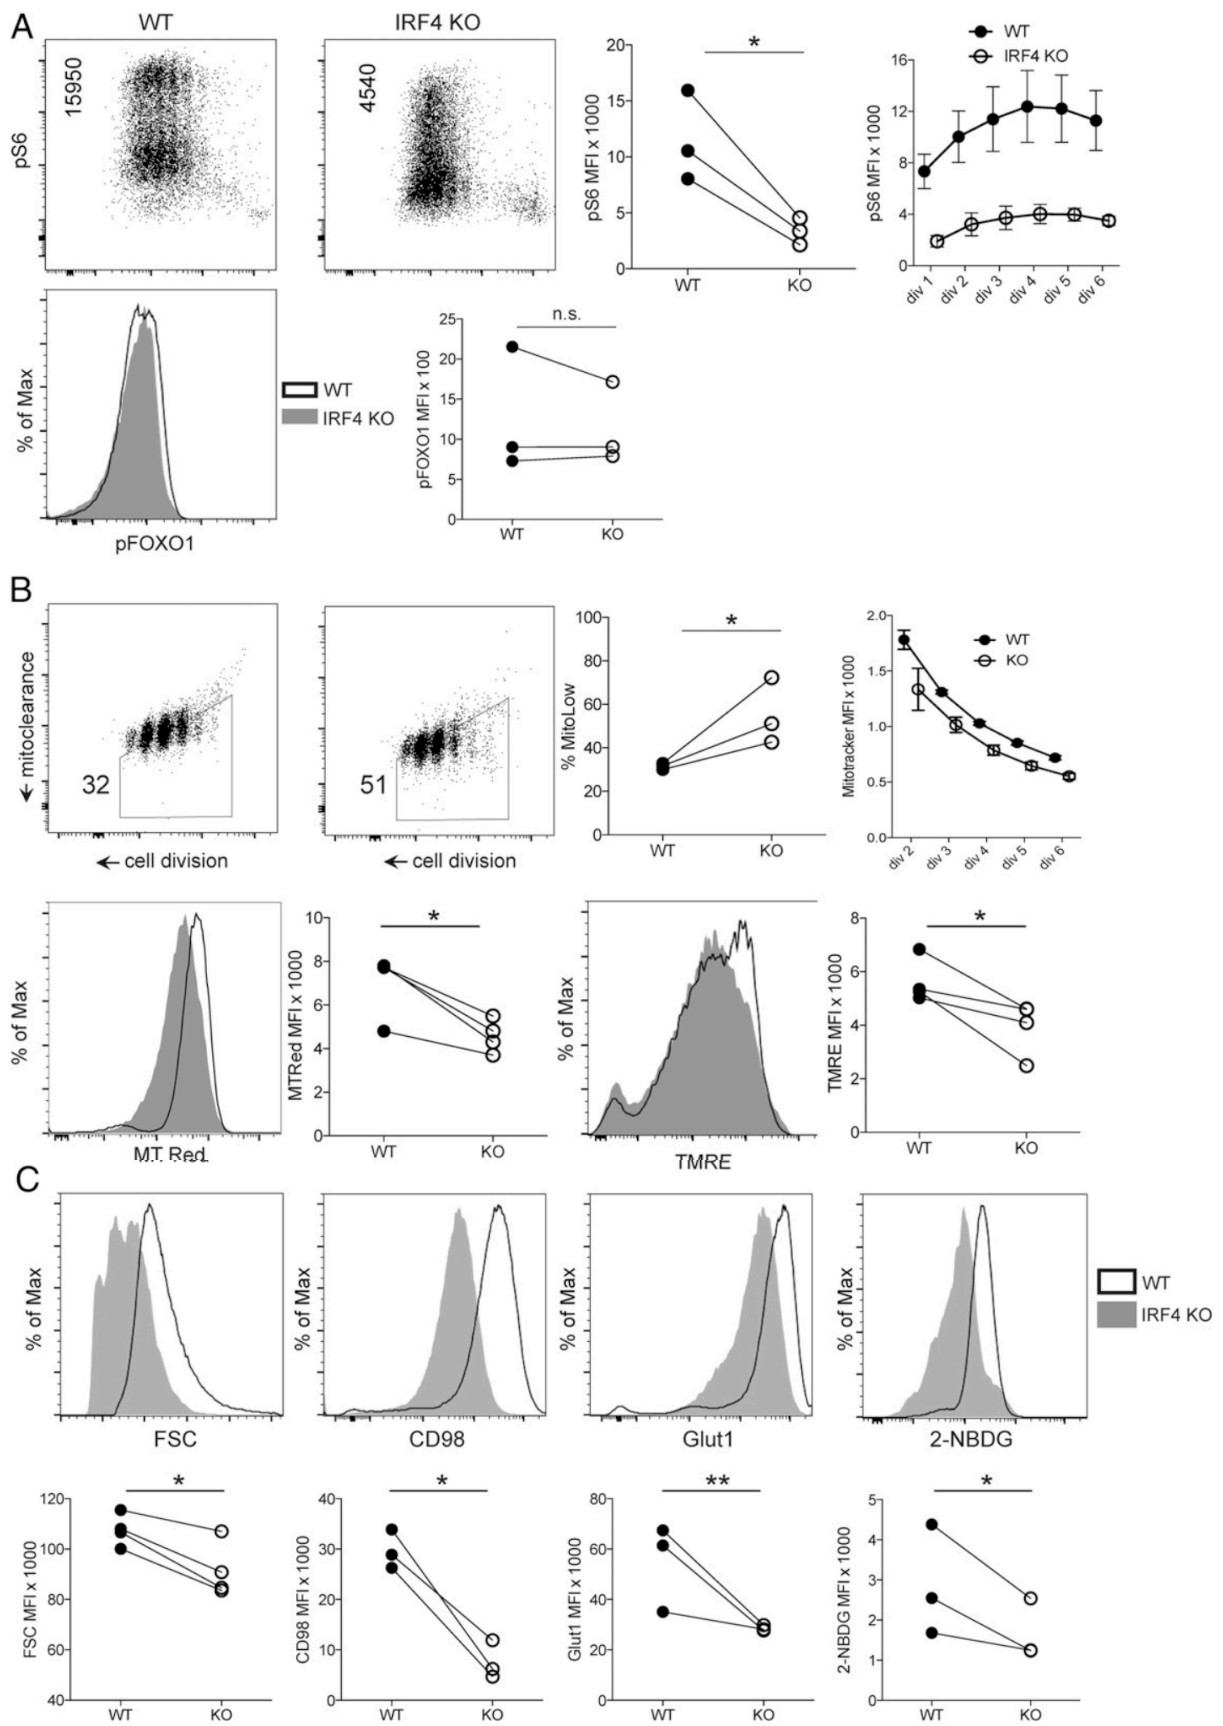 A
WT
IRF4 KO
15950
pS6
4540
pS6 MFI x 1000
20
15
10
5
0
*
WT
KO
WT
IRF4 KO
pS6 MFI x 1000
16
12
8
4
0
div 1
div 2
div 3
div 4
div 5
div 6
% of Max
pFOXO1
WT
IRF4 KO
pFOXO1 MFI x 100
25
20
15
10
5
0
n.s.
WT
KO
B
← mitoclearance
32
← cell division
51
← cell division
% MitoLow
100
80
60
40
20
0
*
WT
KO
Mitotracker MFI x 1000
2.0
1.5
1.0
0.5
0.0
WT
KO
div 2
div 3
div 4
div 5
div 6
% of Max
MT Red
MTRed MFI x 1000
10
8
6
4
2
0
*
WT
KO
% of Max
TMRE
TMRE MFI x 1000
8
6
4
2
0
*
WT
KO
C
% of Max
FSC
% of Max
CD98
% of Max
Glut1
% of Max
2-NBDG
WT
IRF4 KO
FSC MFI x 1000
120
100
80
60
40
*
WT
KO
CD98 MFI x 1000
40
30
20
10
0
*
WT
KO
Glut1 MFI x 1000
80
60
40
20
0
**
WT
KO
2-NBDG MFI x 1000
5
4
3
2
1
0
*
WT
KO